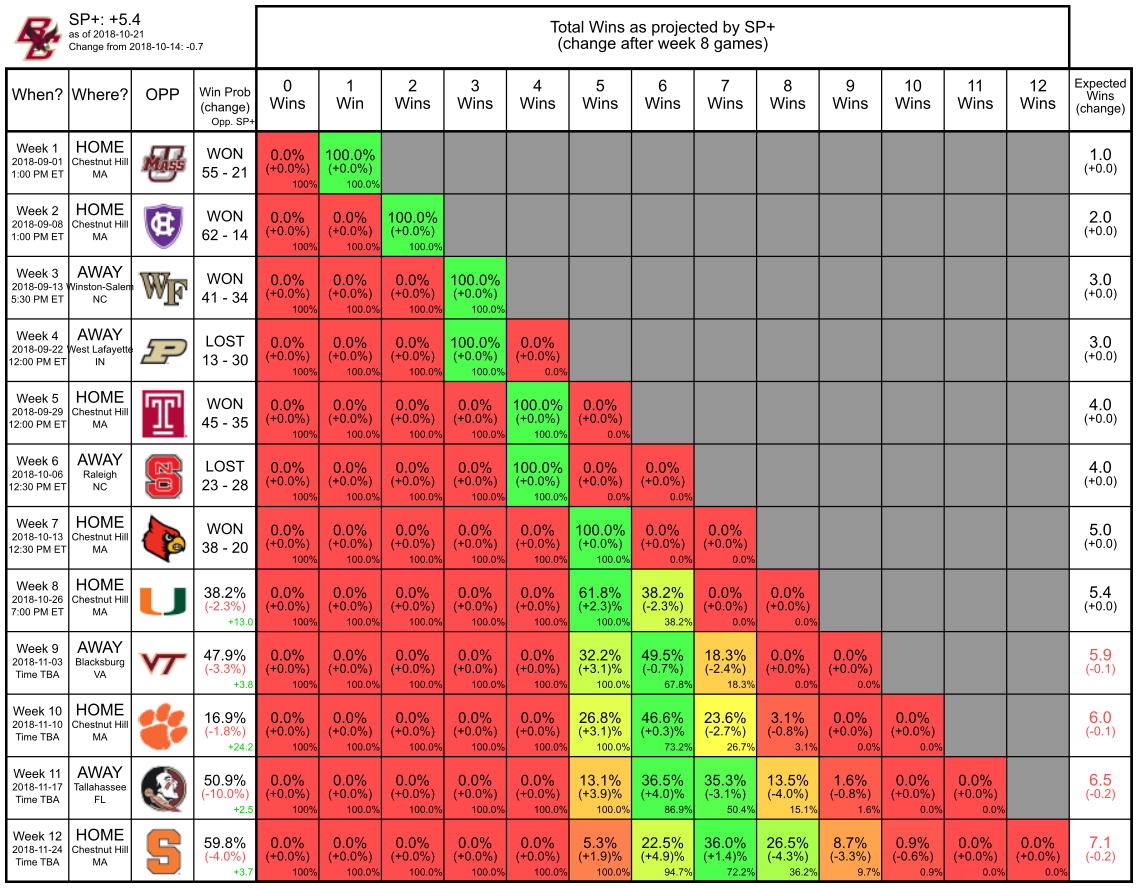 SP+: +5.4
as of 2018-10-21
Change from 2018-10-14: -0.7
Total Wins as projected by SP+
(change after week 8 games)
When? Where? OPP Win Prob (change) Opp. SP+ 0 Wins 1 Win 2 Wins 3 Wins 4 Wins 5 Wins 6 Wins 7 Wins 8 Wins 9 Wins 10 Wins 11 Wins 12 Wins Expected Wins (change)
Week 1 HOME WON 0.0% 100.0% 1.0
2018-09-01 Chestnut Hill MASS 55 - 21 (+0.0%) (+0.0%) (+0.0)
1:00 PM ET MA 100% 100.0%
Week 2 HOME WON 0.0% 0.0% 100.0% 2.0
2018-09-08 Chestnut Hill HC 62 - 14 (+0.0%) (+0.0%) (+0.0%) (+0.0)
1:00 PM ET MA 100% 100.0% 100.0%
Week 3 AWAY WON 0.0% 0.0% 0.0% 100.0% 3.0
2018-09-13 Winston-Salem WF 41 - 34 (+0.0%) (+0.0%) (+0.0%) (+0.0%) (+0.0)
5:30 PM ET NC 100% 100.0% 100.0% 100.0%
Week 4 AWAY LOST 0.0% 0.0% 0.0% 100.0% 0.0% 3.0
2018-09-22 West Lafayette P 13 - 30 (+0.0%) (+0.0%) (+0.0%) (+0.0%) (+0.0%) (+0.0)
12:00 PM ET IN 100% 100.0% 100.0% 100.0% 0.0%
Week 5 HOME WON 0.0% 0.0% 0.0% 0.0% 100.0% 0.0% 4.0
2018-09-29 Chestnut Hill T 45 - 35 (+0.0%) (+0.0%) (+0.0%) (+0.0%) (+0.0%) (+0.0%) (+0.0)
12:00 PM ET MA 100% 100.0% 100.0% 100.0% 100.0% 0.0%
Week 6 AWAY LOST 0.0% 0.0% 0.0% 0.0% 100.0% 0.0% 0.0% 4.0
2018-10-06 Raleigh NCS 23 - 28 (+0.0%) (+0.0%) (+0.0%) (+0.0%) (+0.0%) (+0.0%) (+0.0%) (+0.0)
12:30 PM ET NC 100% 100.0% 100.0% 100.0% 100.0% 0.0% 0.0%
Week 7 HOME WON 0.0% 0.0% 0.0% 0.0% 0.0% 100.0% 0.0% 0.0% 5.0
2018-10-13 Chestnut Hill 38 - 20 (+0.0%) (+0.0%) (+0.0%) (+0.0%) (+0.0%) (+0.0%) (+0.0%) (+0.0%) (+0.0)
12:30 PM ET MA 100% 100.0% 100.0% 100.0% 100.0% 100.0% 0.0% 0.0%
Week 8 HOME 38.2% 0.0% 0.0% 0.0% 0.0% 0.0% 61.8% 38.2% 0.0% 0.0% 5.4
2018-10-26 Chestnut Hill U (-2.3%) (+0.0%) (+0.0%) (+0.0%) (+0.0%) (+0.0%) (+2.3)% (-2.3%) (+0.0%) (+0.0%) (+0.0)
7:00 PM ET MA +13.0 100% 100.0% 100.0% 100.0% 100.0% 100.0% 38.2% 0.0% 0.0%
Week 9 AWAY 47.9% 0.0% 0.0% 0.0% 0.0% 0.0% 32.2% 49.5% 18.3% 0.0% 0.0% 5.9
2018-11-03 Blacksburg VT (-3.3%) (+0.0%) (+0.0%) (+0.0%) (+0.0%) (+0.0%) (+3.1)% (-0.7%) (-2.4%) (+0.0%) (+0.0%) (-0.1)
Time TBA VA +3.8 100% 100.0% 100.0% 100.0% 100.0% 100.0% 67.8% 18.3% 0.0% 0.0%
Week 10 HOME 16.9% 0.0% 0.0% 0.0% 0.0% 0.0% 26.8% 46.6% 23.6% 3.1% 0.0% 0.0% 6.0
2018-11-10 Chestnut Hill (-1.8%) (+0.0%) (+0.0%) (+0.0%) (+0.0%) (+0.0%) (+3.1)% (+0.3)% (-2.7%) (-0.8%) (+0.0%) (+0.0%) (-0.1)
Time TBA MA +24.2 100% 100.0% 100.0% 100.0% 100.0% 100.0% 73.2% 26.7% 3.1% 0.0% 0.0%
Week 11 AWAY 50.9% 0.0% 0.0% 0.0% 0.0% 0.0% 13.1% 36.5% 35.3% 13.5% 1.6% 0.0% 0.0% 6.5
2018-11-17 Tallahassee (-10.0%) (+0.0%) (+0.0%) (+0.0%) (+0.0%) (+0.0%) (+3.9)% (+4.0)% (-3.1%) (-4.0%) (-0.8%) (+0.0%) (+0.0%) (-0.2)
Time TBA FL +2.5 100% 100.0% 100.0% 100.0% 100.0% 100.0% 86.9% 50.4% 15.1% 1.6% 0.0% 0.0%
Week 12 HOME 59.8% 0.0% 0.0% 0.0% 0.0% 0.0% 5.3% 22.5% 36.0% 26.5% 8.7% 0.9% 0.0% 0.0% 7.1
2018-11-24 Chestnut Hill S (-4.0%) (+0.0%) (+0.0%) (+0.0%) (+0.0%) (+0.0%) (+1.9)% (+4.9)% (+1.4)% (-4.3%) (-3.3%) (-0.6%) (+0.0%) (+0.0%) (-0.2)
Time TBA MA +3.7 100% 100.0% 100.0% 100.0% 100.0% 100.0% 94.7% 72.2% 36.2% 9.7% 0.9% 0.0% 0.0%